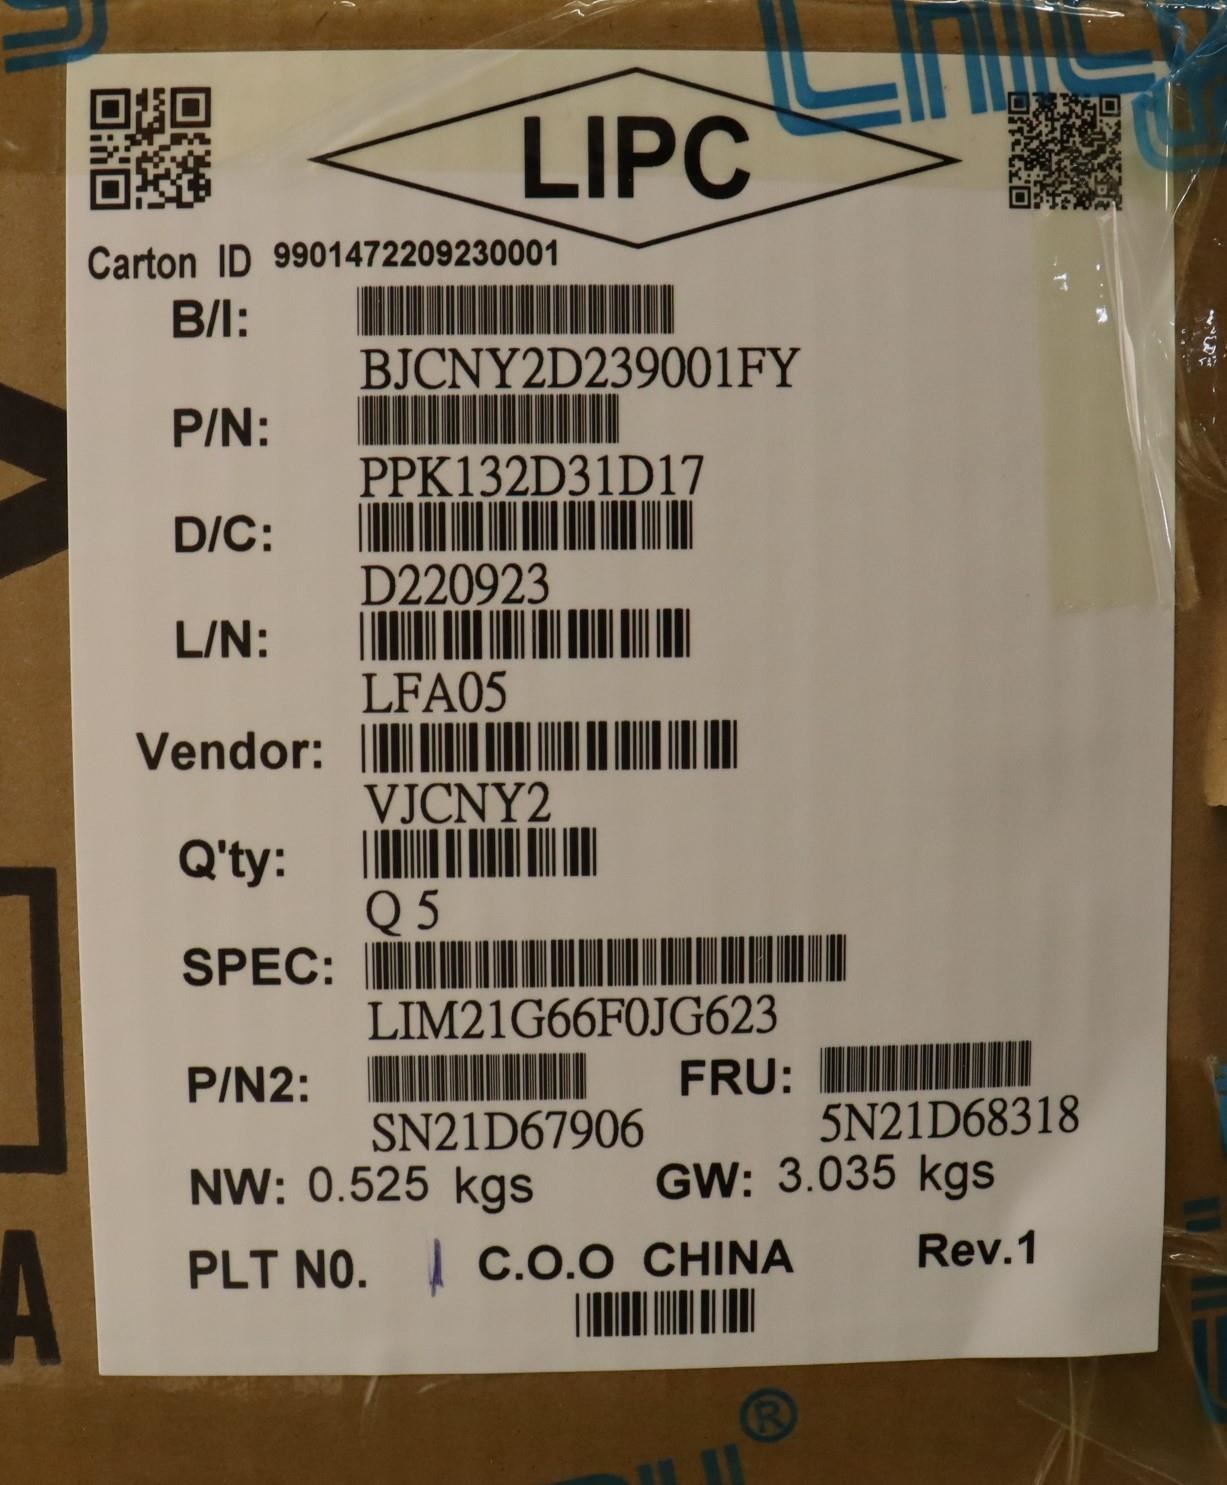 LIPC
Carton ID 9901472209230001
B/I:
BJCNY2D239001FY
P/N:
PPK132D31D17
D/C:
D220923
L/N:
LFA05
Vendor:
VJCNY2
Q'ty:
Q 5
SPEC:
LIM21G66F0JG623
P/N2: FRU:
SN21D67906 5N21D68318
NW: 0.525 kgs GW: 3.035 kgs
PLT N0. 1 C.O.O CHINA Rev.1
A
®